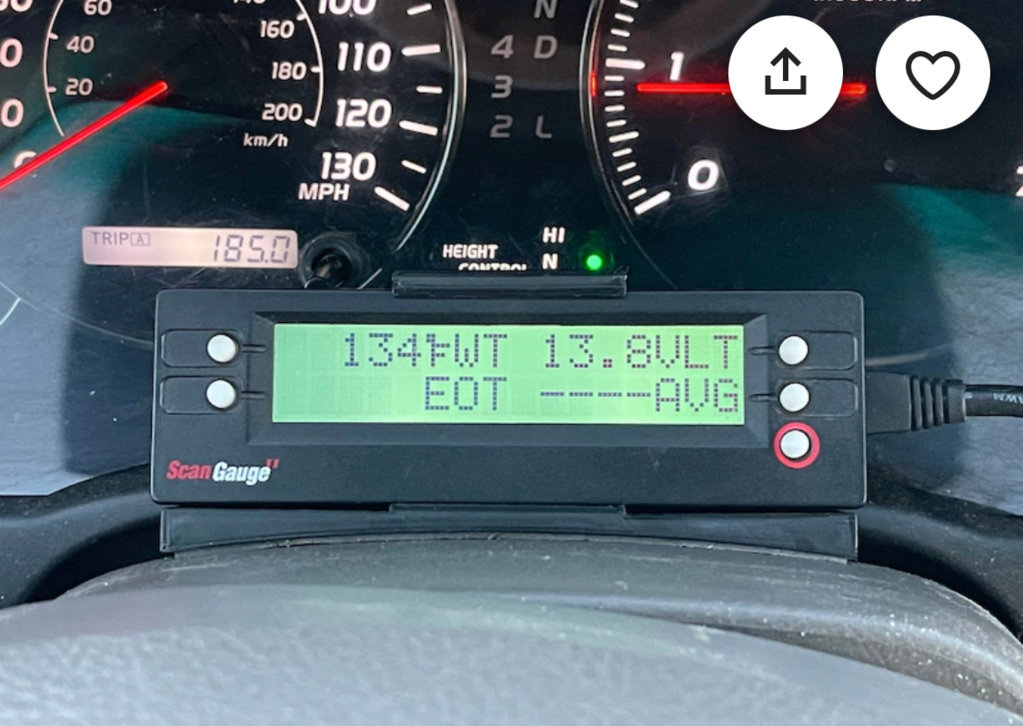 60
40
20
160
180
200
km/h
100
110
120
130
MPH
N
4 D
3
2 L
1
0
TRIP A
185.0
HEIGHT
CONTROL
HI
N
134°FWT 13.8VLT
EOT ----AVG
ScanGauge II